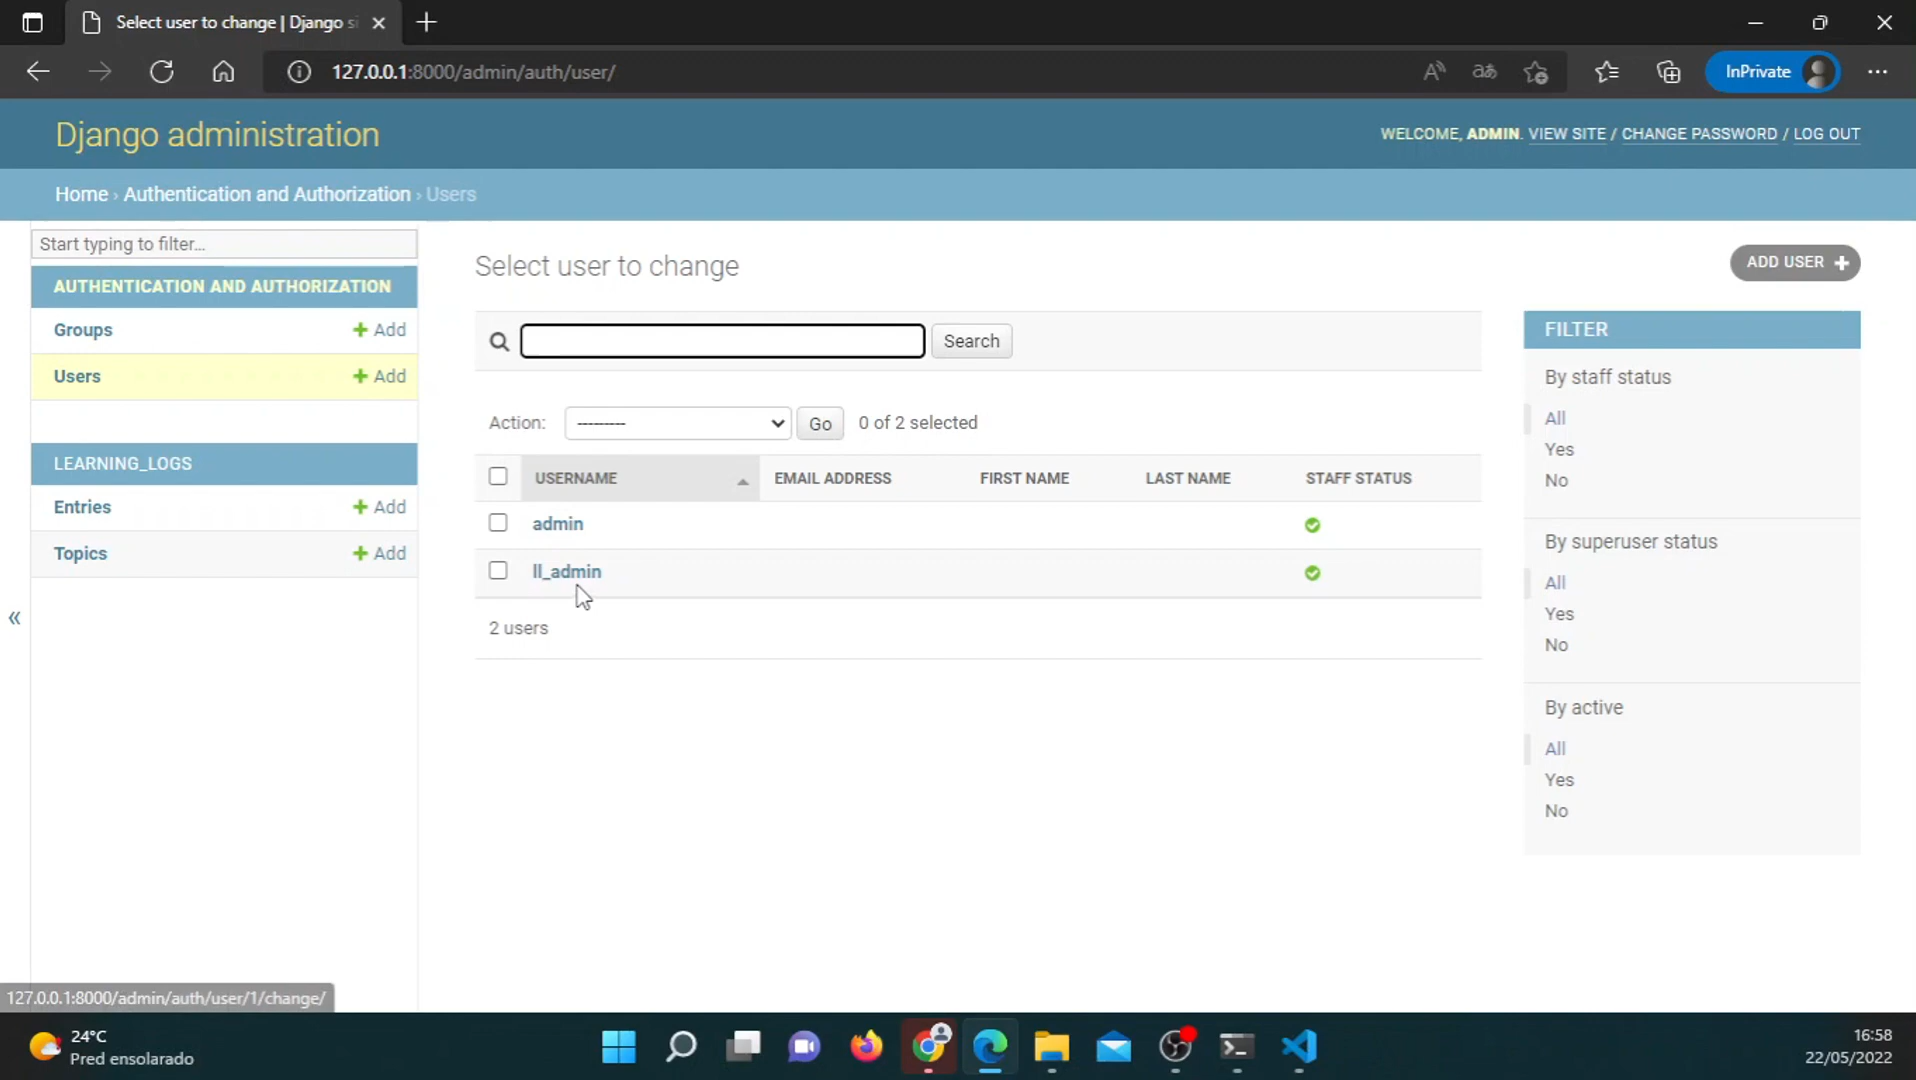 Select user to change | Django si
127.0.0.1:8000/admin/auth/user/
InPrivate
Django administration
WELCOME, ADMIN. VIEW SITE / CHANGE PASSWORD / LOG OUT
Home › Authentication and Authorization › Users
Start typing to filter...
AUTHENTICATION AND AUTHORIZATION
Groups + Add
Users + Add
LEARNING_LOGS
Entries + Add
Topics + Add
«
Select user to change
ADD USER +
Search
Action: --------- Go 0 of 2 selected
USERNAME EMAIL ADDRESS FIRST NAME LAST NAME STAFF STATUS
admin
ll_admin
2 users
FILTER
By staff status
All
Yes
No
By superuser status
All
Yes
No
By active
All
Yes
No
127.0.0.1:8000/admin/auth/user/1/change/
24°C
Pred ensolarado
16:58
22/05/2022